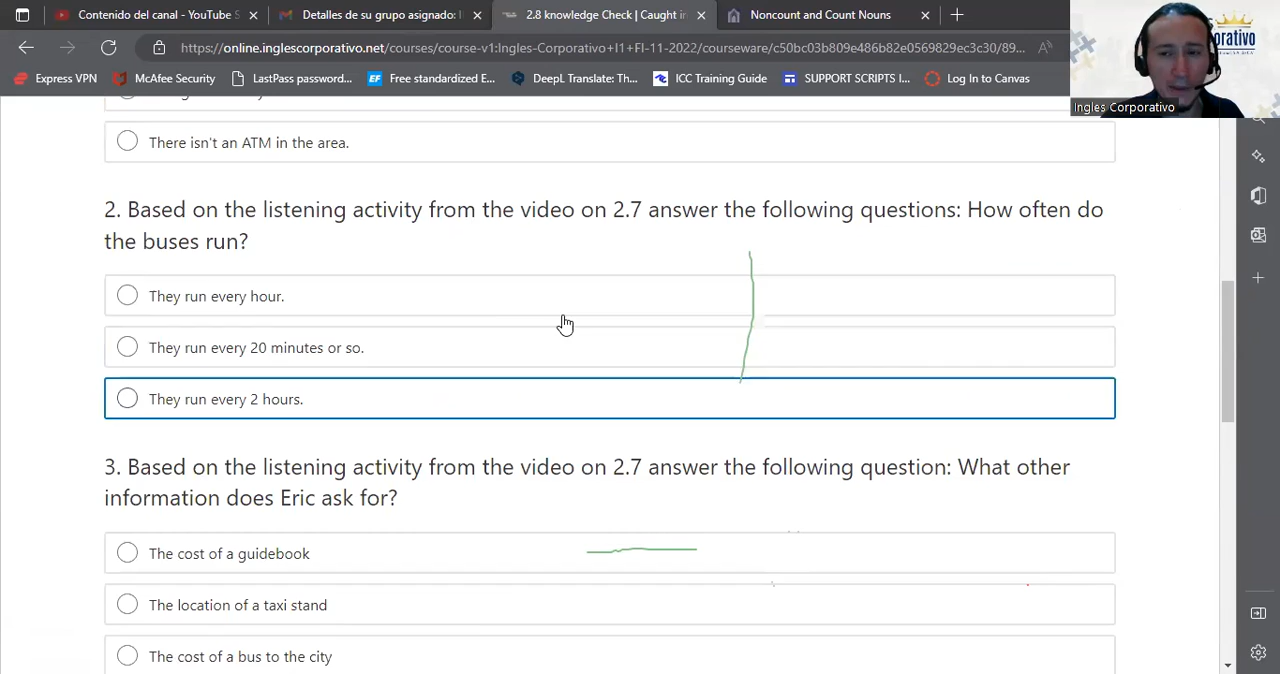 Contenido del canal - YouTube S
Detalles de su grupo asignado: I
2.8 knowledge Check | Caught in
Noncount and Count Nouns
https://online.inglescorporativo.net/courses/course-v1:Ingles-Corporativo+I1+FI-11-2022/courseware/c50bc03b809e486b82e0569829ec3c30/89...
Express VPN
McAfee Security
LastPass password...
EF Free standardized E...
DeepL Translate: Th...
ICC Training Guide
SUPPORT SCRIPTS I...
Log In to Canvas
orativo
Ingles Corporativo
There isn't an ATM in the area.
2. Based on the listening activity from the video on 2.7 answer the following questions: How often do
the buses run?
They run every hour.
They run every 20 minutes or so.
They run every 2 hours.
3. Based on the listening activity from the video on 2.7 answer the following question: What other
information does Eric ask for?
The cost of a guidebook
The location of a taxi stand
The cost of a bus to the city